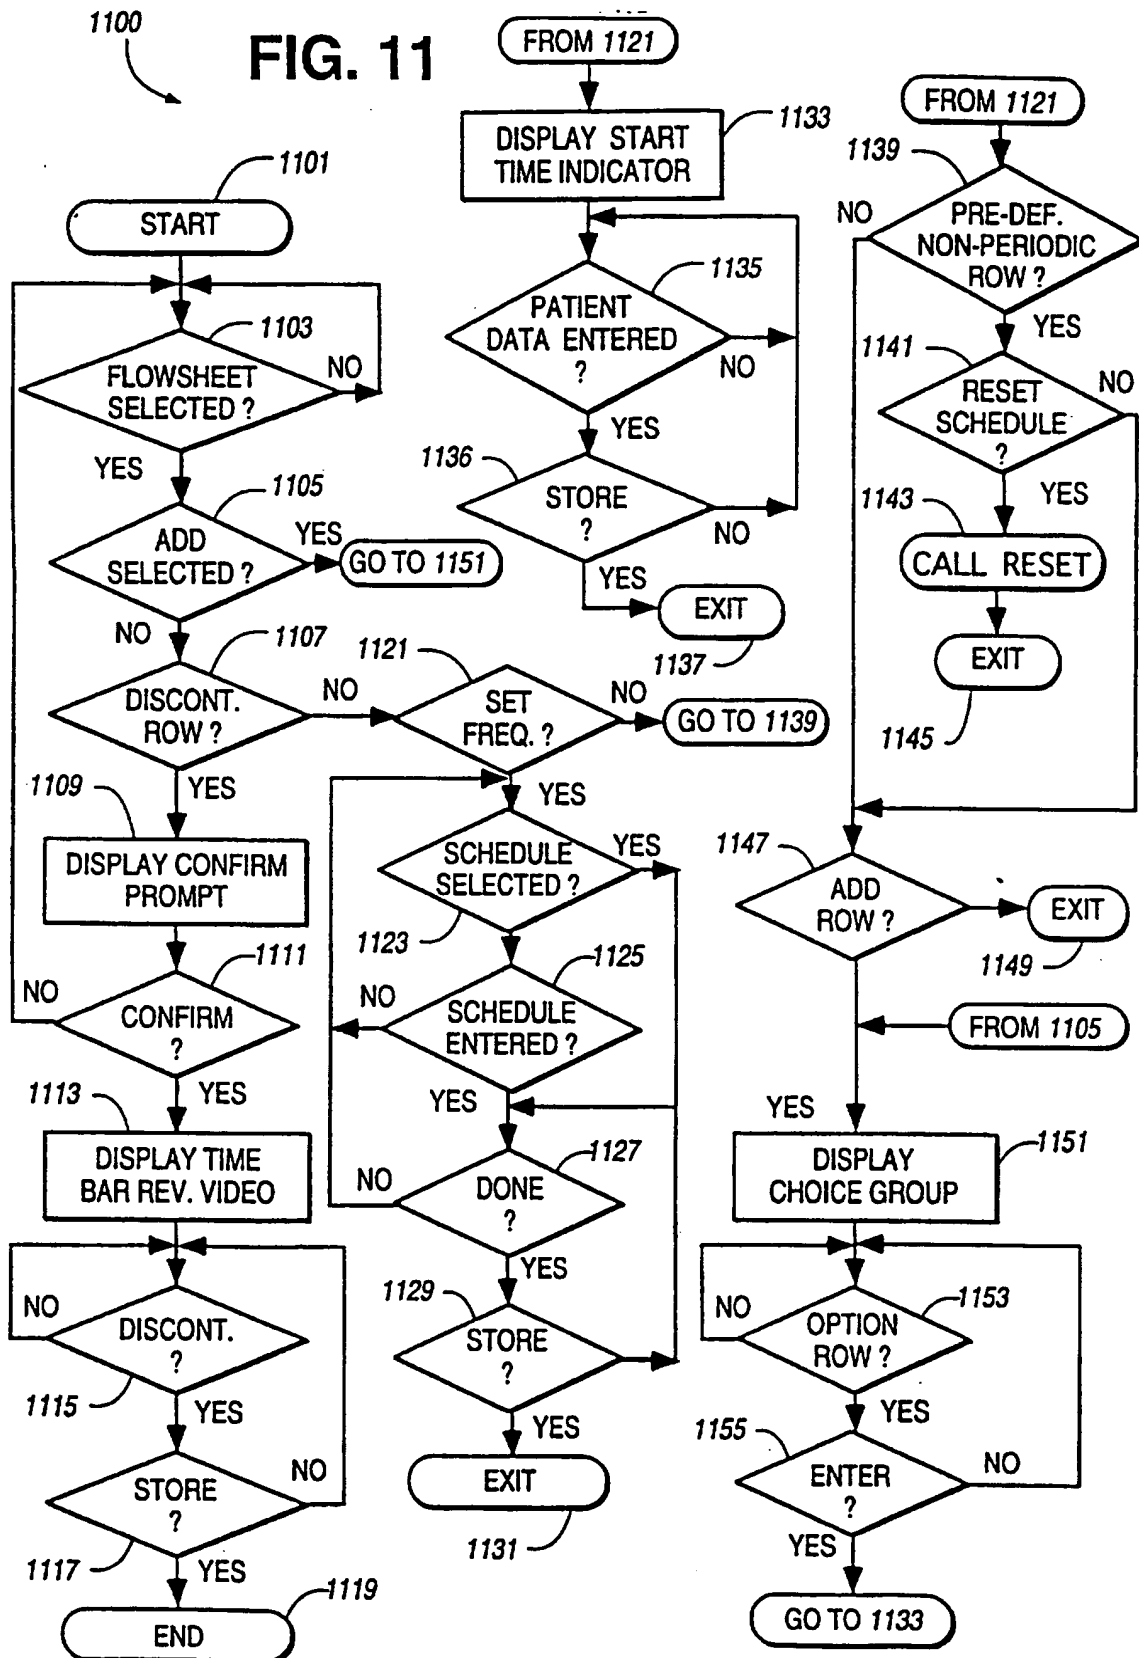 1100
FIG. 11
1101
START
1103
FLOWSHEET
SELECTED ?
NO
YES
1105
ADD
SELECTED ?
YES
GO TO 1151
NO
1107
DISCONT.
ROW ?
NO
YES
1109
DISPLAY CONFIRM
PROMPT
1111
NO
CONFIRM
?
YES
1113
DISPLAY TIME
BAR REV. VIDEO
NO
DISCONT.
?
1115
YES
STORE
?
NO
1117
YES
1119
END
1121
SET
FREQ. ?
NO
GO TO 1139
YES
SCHEDULE
SELECTED ?
YES
1123
1125
NO
SCHEDULE
ENTERED ?
YES
1127
NO
DONE
?
YES
1129
STORE
?
YES
EXIT
1131
FROM 1121
1133
DISPLAY START
TIME INDICATOR
1135
PATIENT
DATA ENTERED
?
NO
YES
1136
STORE
?
NO
YES
EXIT
1137
FROM 1121
1139
NO
PRE-DEF.
NON-PERIODIC
ROW ?
YES
1141
NO
RESET
SCHEDULE
?
YES
1143
CALL RESET
EXIT
1145
1147
ADD
ROW ?
EXIT
1149
FROM 1105
YES
1151
DISPLAY
CHOICE GROUP
1153
NO
OPTION
ROW ?
YES
1155
ENTER
?
NO
YES
GO TO 1133